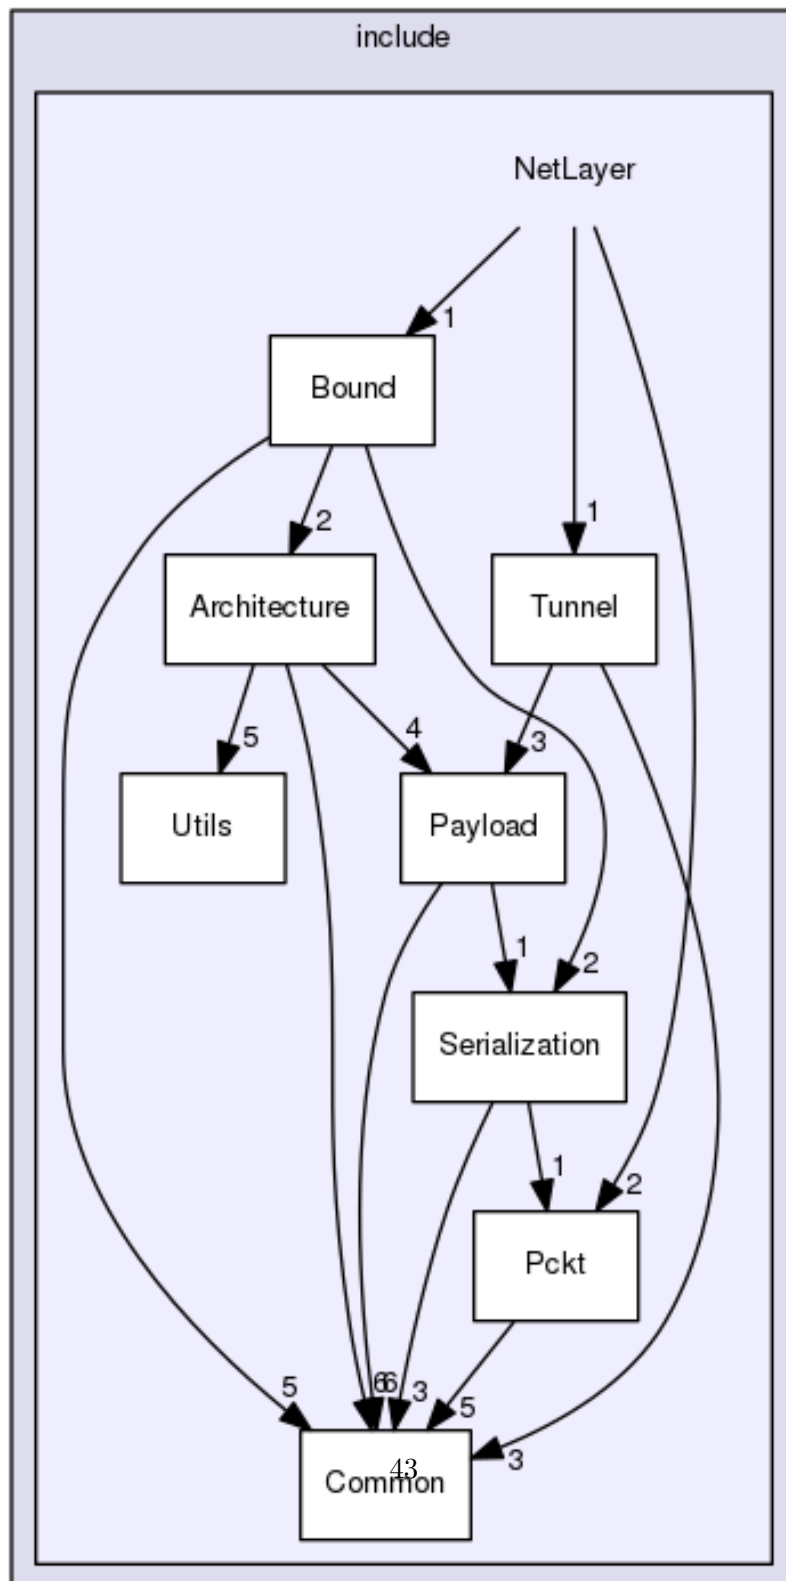 include
NetLayer
1
Bound
2
1
Architecture
Tunnel
5
4
3
Utils
Payload
1
2
Serialization
1
2
Pckt
5
6
6
3
5
3
Common
43